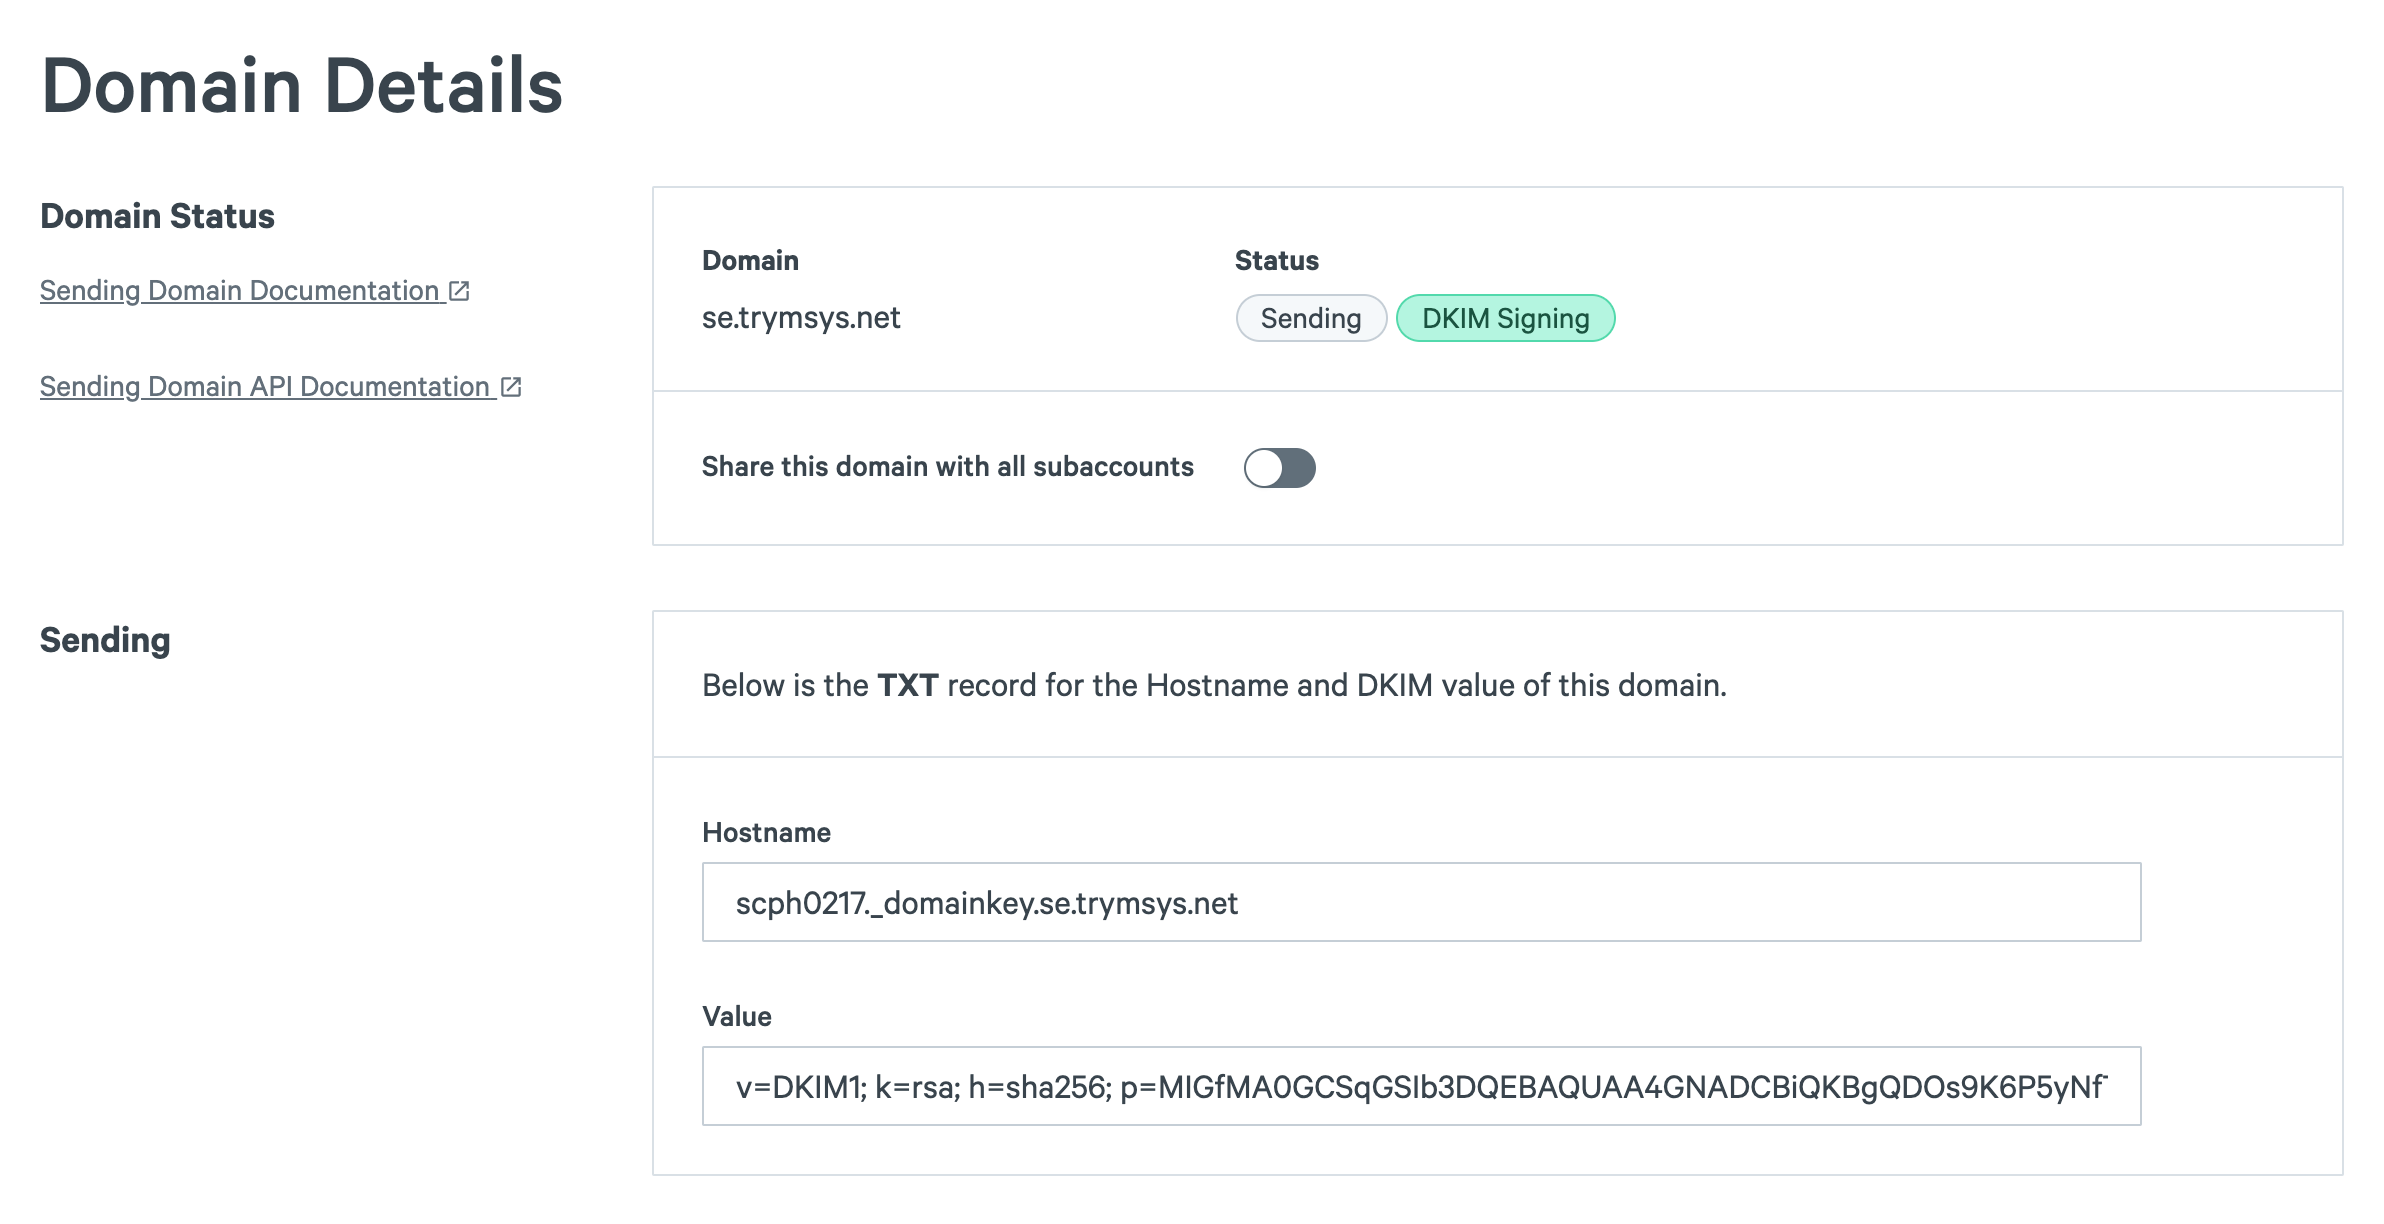 Domain Details
Domain Status
Sending Domain Documentation
Sending Domain API Documentation
Domain
Status
se.trymsys.net
Sending
DKIM Signing
Share this domain with all subaccounts
Sending
Below is the TXT record for the Hostname and DKIM value of this domain.
Hostname
scph0217._domainkey.se.trymsys.net
Value
v=DKIM1; k=rsa; h=sha256; p=MIGfMA0GCSqGSIb3DQEBAQUAA4GNADCBiQKBgQDOs9K6P5yNf